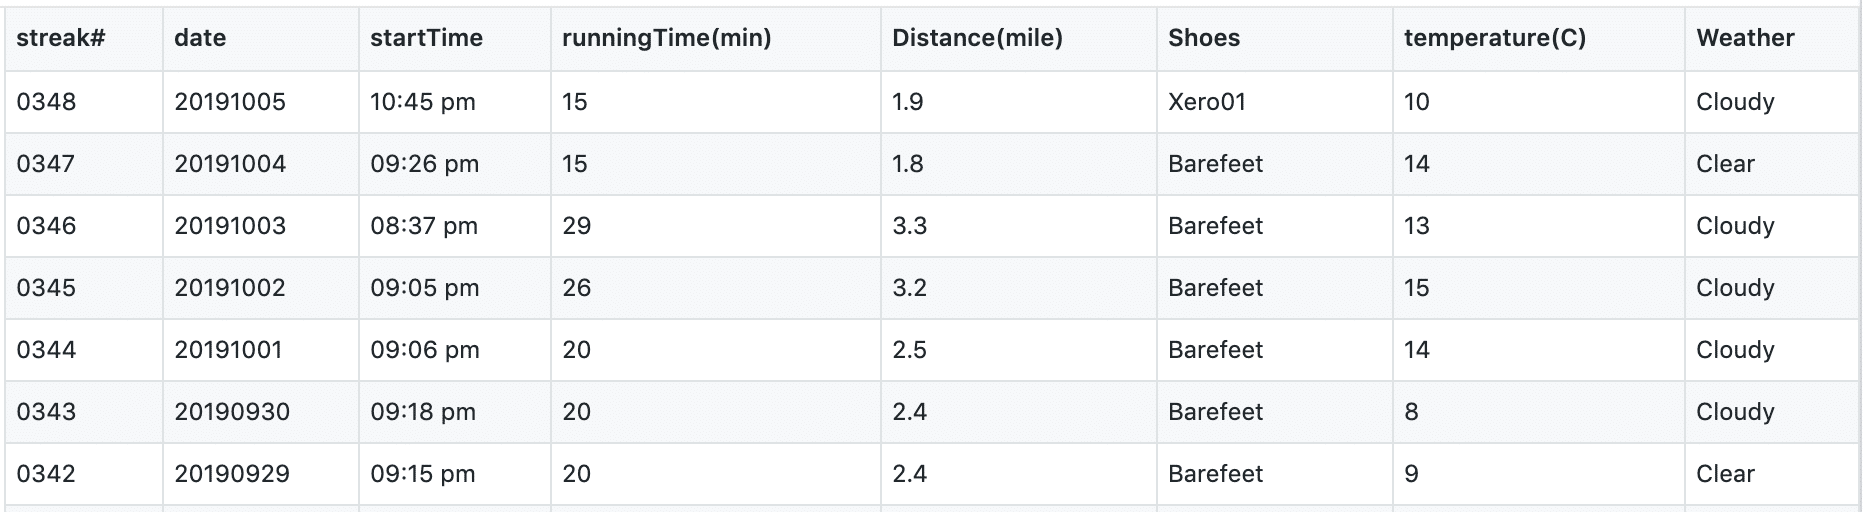 streak# date startTime runningTime(min) Distance(mile) Shoes temperature(C) Weather
0348 20191005 10:45 pm 15 1.9 Xero01 10 Cloudy
0347 20191004 09:26 pm 15 1.8 Barefeet 14 Clear
0346 20191003 08:37 pm 29 3.3 Barefeet 13 Cloudy
0345 20191002 09:05 pm 26 3.2 Barefeet 15 Cloudy
0344 20191001 09:06 pm 20 2.5 Barefeet 14 Cloudy
0343 20190930 09:18 pm 20 2.4 Barefeet 8 Cloudy
0342 20190929 09:15 pm 20 2.4 Barefeet 9 Clear